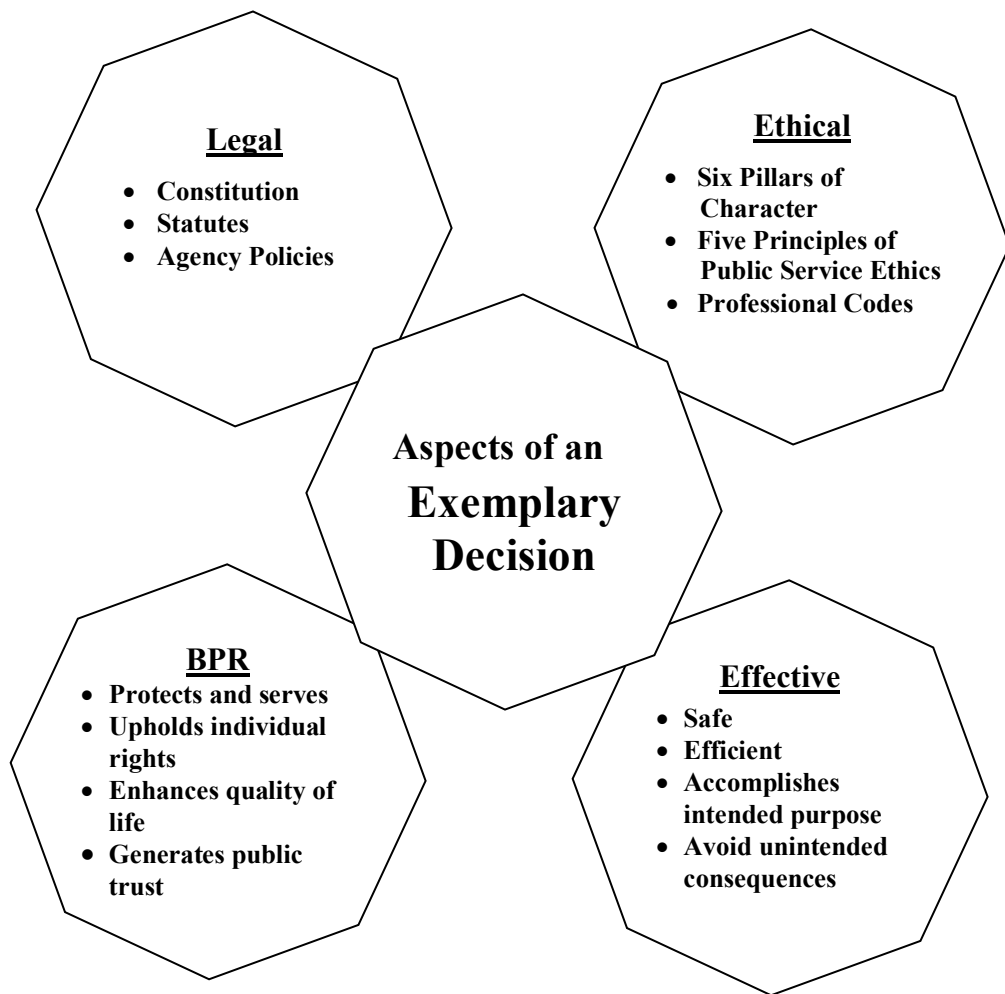 Legal
• Constitution
• Statutes
• Agency Policies
Ethical
• Six Pillars of
Character
• Five Principles of
Public Service Ethics
• Professional Codes
Aspects of an
Exemplary
Decision
BPR
• Protects and serves
• Upholds individual
rights
• Enhances quality of
life
• Generates public
trust
Effective
• Safe
• Efficient
• Accomplishes
intended purpose
• Avoid unintended
consequences